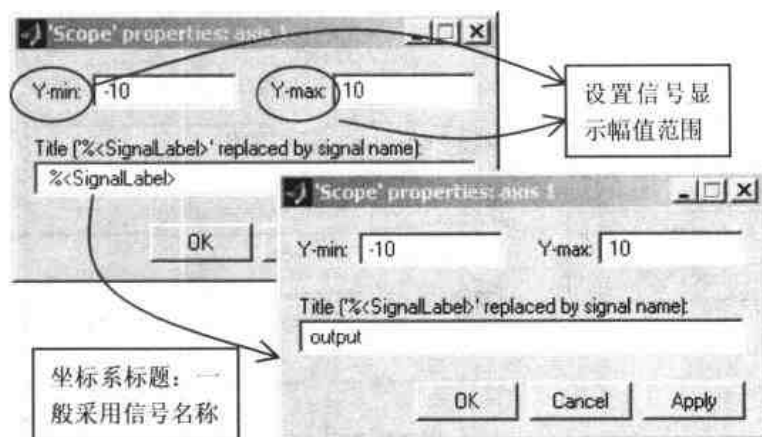 'Scope' properties: axis 1
Y-min: -10
Y-max: 10
Title ('%<SignalLabel>' replaced by signal name):
%<SignalLabel>
OK
设置信号显
示幅值范围
'Scope' properties: axis 1
Y-min: -10
Y-max: 10
Title ('%<SignalLabel>' replaced by signal name):
output
OK
Cancel
Apply
坐标系标题：一
般采用信号名称